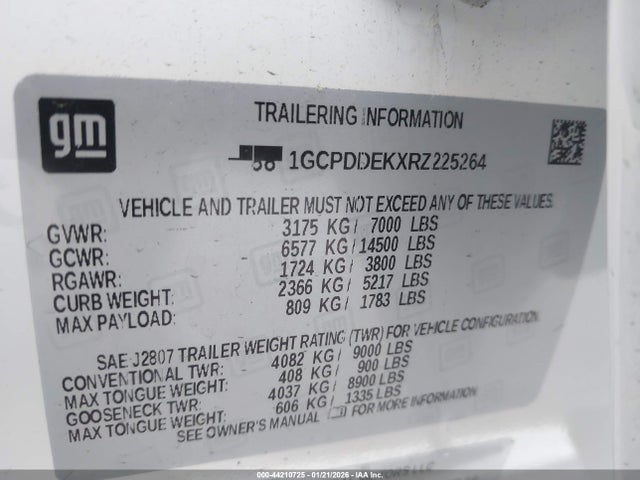 gm
TRAILERING INFORMATION
1GCPDDEKXRZ225264
VEHICLE AND TRAILER MUST NOT EXCEED ANY OF THESE VALUES.
GVWR: 3175 KG / 7000 LBS
GCWR: 6577 KG / 14500 LBS
RGAWR: 1724 KG / 3800 LBS
CURB WEIGHT: 2366 KG / 5217 LBS
MAX PAYLOAD: 809 KG / 1783 LBS
SAE J2807 TRAILER WEIGHT RATING (TWR) FOR VEHICLE CONFIGURATION.
CONVENTIONAL TWR: 4082 KG / 9000 LBS
MAX TONGUE WEIGHT: 408 KG / 900 LBS
GOOSENECK TWR: 4037 KG / 8900 LBS
MAX TONGUE WEIGHT: 606 KG / 1335 LBS
SEE OWNER'S MANUAL FOR MORE INFORMATION
000-44210725 01/21/2026 IAA Inc.